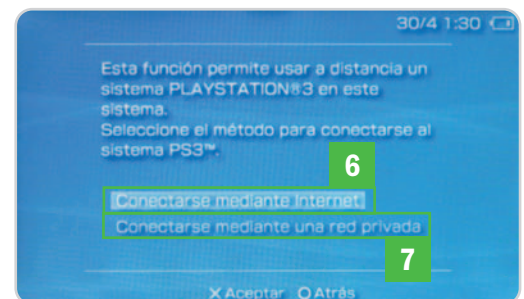 30/4 1:30
Esta función permite usar a distancia un
sistema PLAYSTATION®3 en este
sistema.
Seleccione el método para conectarse al
sistema PS3™.
6
Conectarse mediante Internet
Conectarse mediante una red privada
7
X Aceptar O Atrás